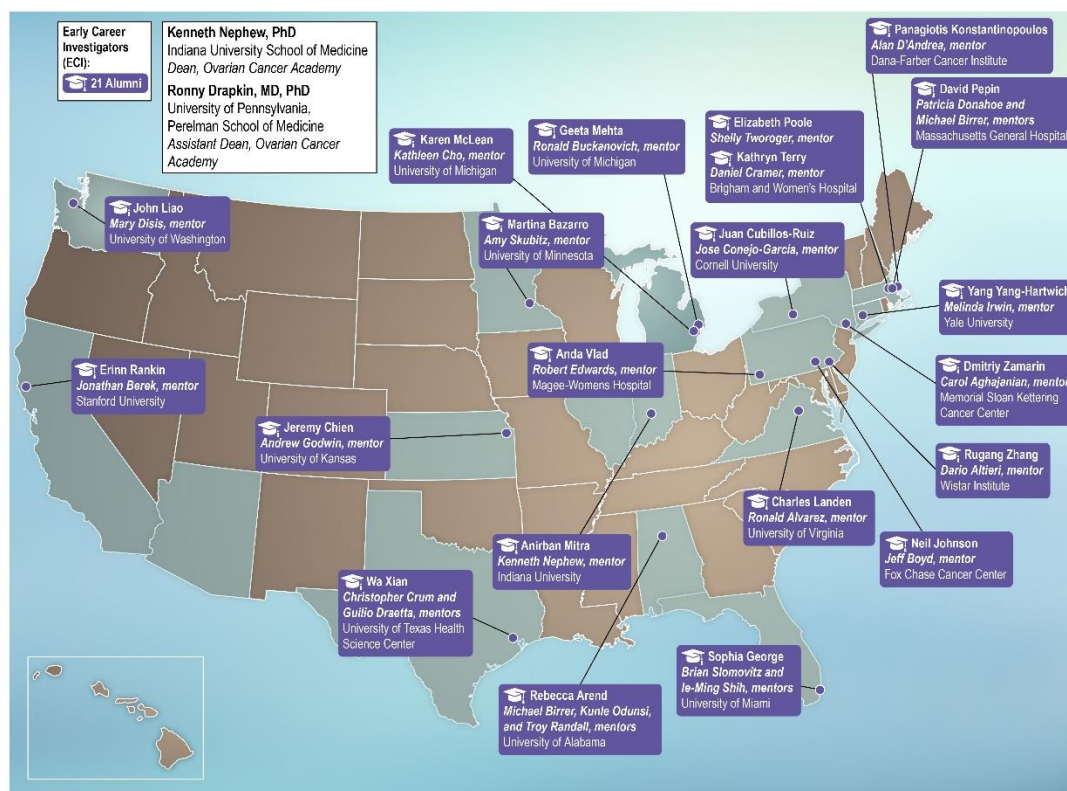 Early Career
Investigators
(ECI):
21 Alumni
Kenneth Nephew, PhD
Indiana University School of Medicine
Dean, Ovarian Cancer Academy
Ronny Drapkin, MD, PhD
University of Pennsylvania,
Perelman School of Medicine
Assistant Dean, Ovarian Cancer
Academy
Panagiotis Konstantinopoulos
Alan D'Andrea, mentor
Dana-Farber Cancer Institute
David Pepin
Patricia Donahoe and
Michael Birrer, mentors
Massachusetts General Hospital
Elizabeth Poole
Shelly Tworoger, mentor
Kathryn Terry
Daniel Cramer, mentor
Brigham and Women's Hospital
Geeta Mehta
Ronald Buckanovich, mentor
University of Michigan
Karen McLean
Kathleen Cho, mentor
University of Michigan
John Liao
Mary Disis, mentor
University of Washington
Martina Bazarro
Amy Skubitz, mentor
University of Minnesota
Juan Cubillos-Ruiz
Jose Conejo-Garcia, mentor
Cornell University
Yang Yang-Hartwich
Melinda Irwin, mentor
Yale University
Erinn Rankin
Jonathan Berek, mentor
Stanford University
Anda Vlad
Robert Edwards, mentor
Magee-Womens Hospital
Dmitriy Zamarin
Carol Aghajanian, mentor
Memorial Sloan Kettering
Cancer Center
Jeremy Chien
Andrew Godwin, mentor
University of Kansas
Rugang Zhang
Dario Altieri, mentor
Wistar Institute
Charles Landen
Ronald Alvarez, mentor
University of Virginia
Neil Johnson
Jeff Boyd, mentor
Fox Chase Cancer Center
Anirban Mitra
Kenneth Nephew, mentor
Indiana University
Wa Xian
Christopher Crum and
Guilio Draetta, mentors
University of Texas Health
Science Center
Sophia George
Brian Slomovitz and
Ie-Ming Shih, mentors
University of Miami
Rebecca Arend
Michael Birrer, Kunle Odunsi,
and Troy Randall, mentors
University of Alabama